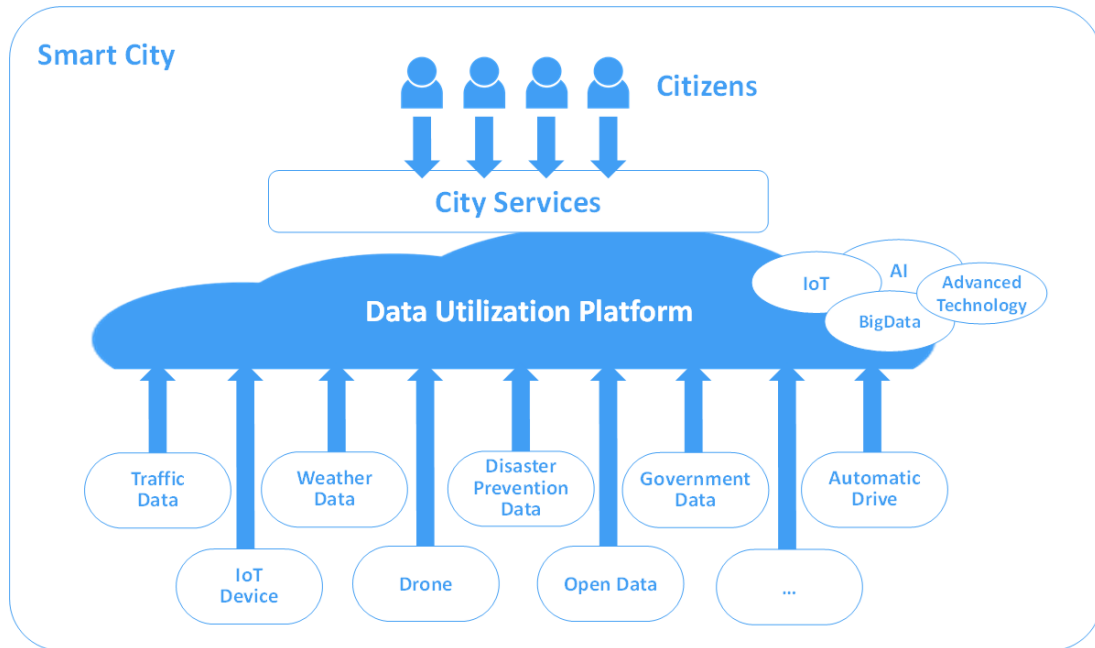 Smart City
Citizens
City Services
Data Utilization Platform
IoT
AI
Advanced
Technology
BigData
Traffic
Data
Weather
Data
Disaster
Prevention
Data
Government
Data
Automatic
Drive
IoT
Device
Drone
Open Data
...